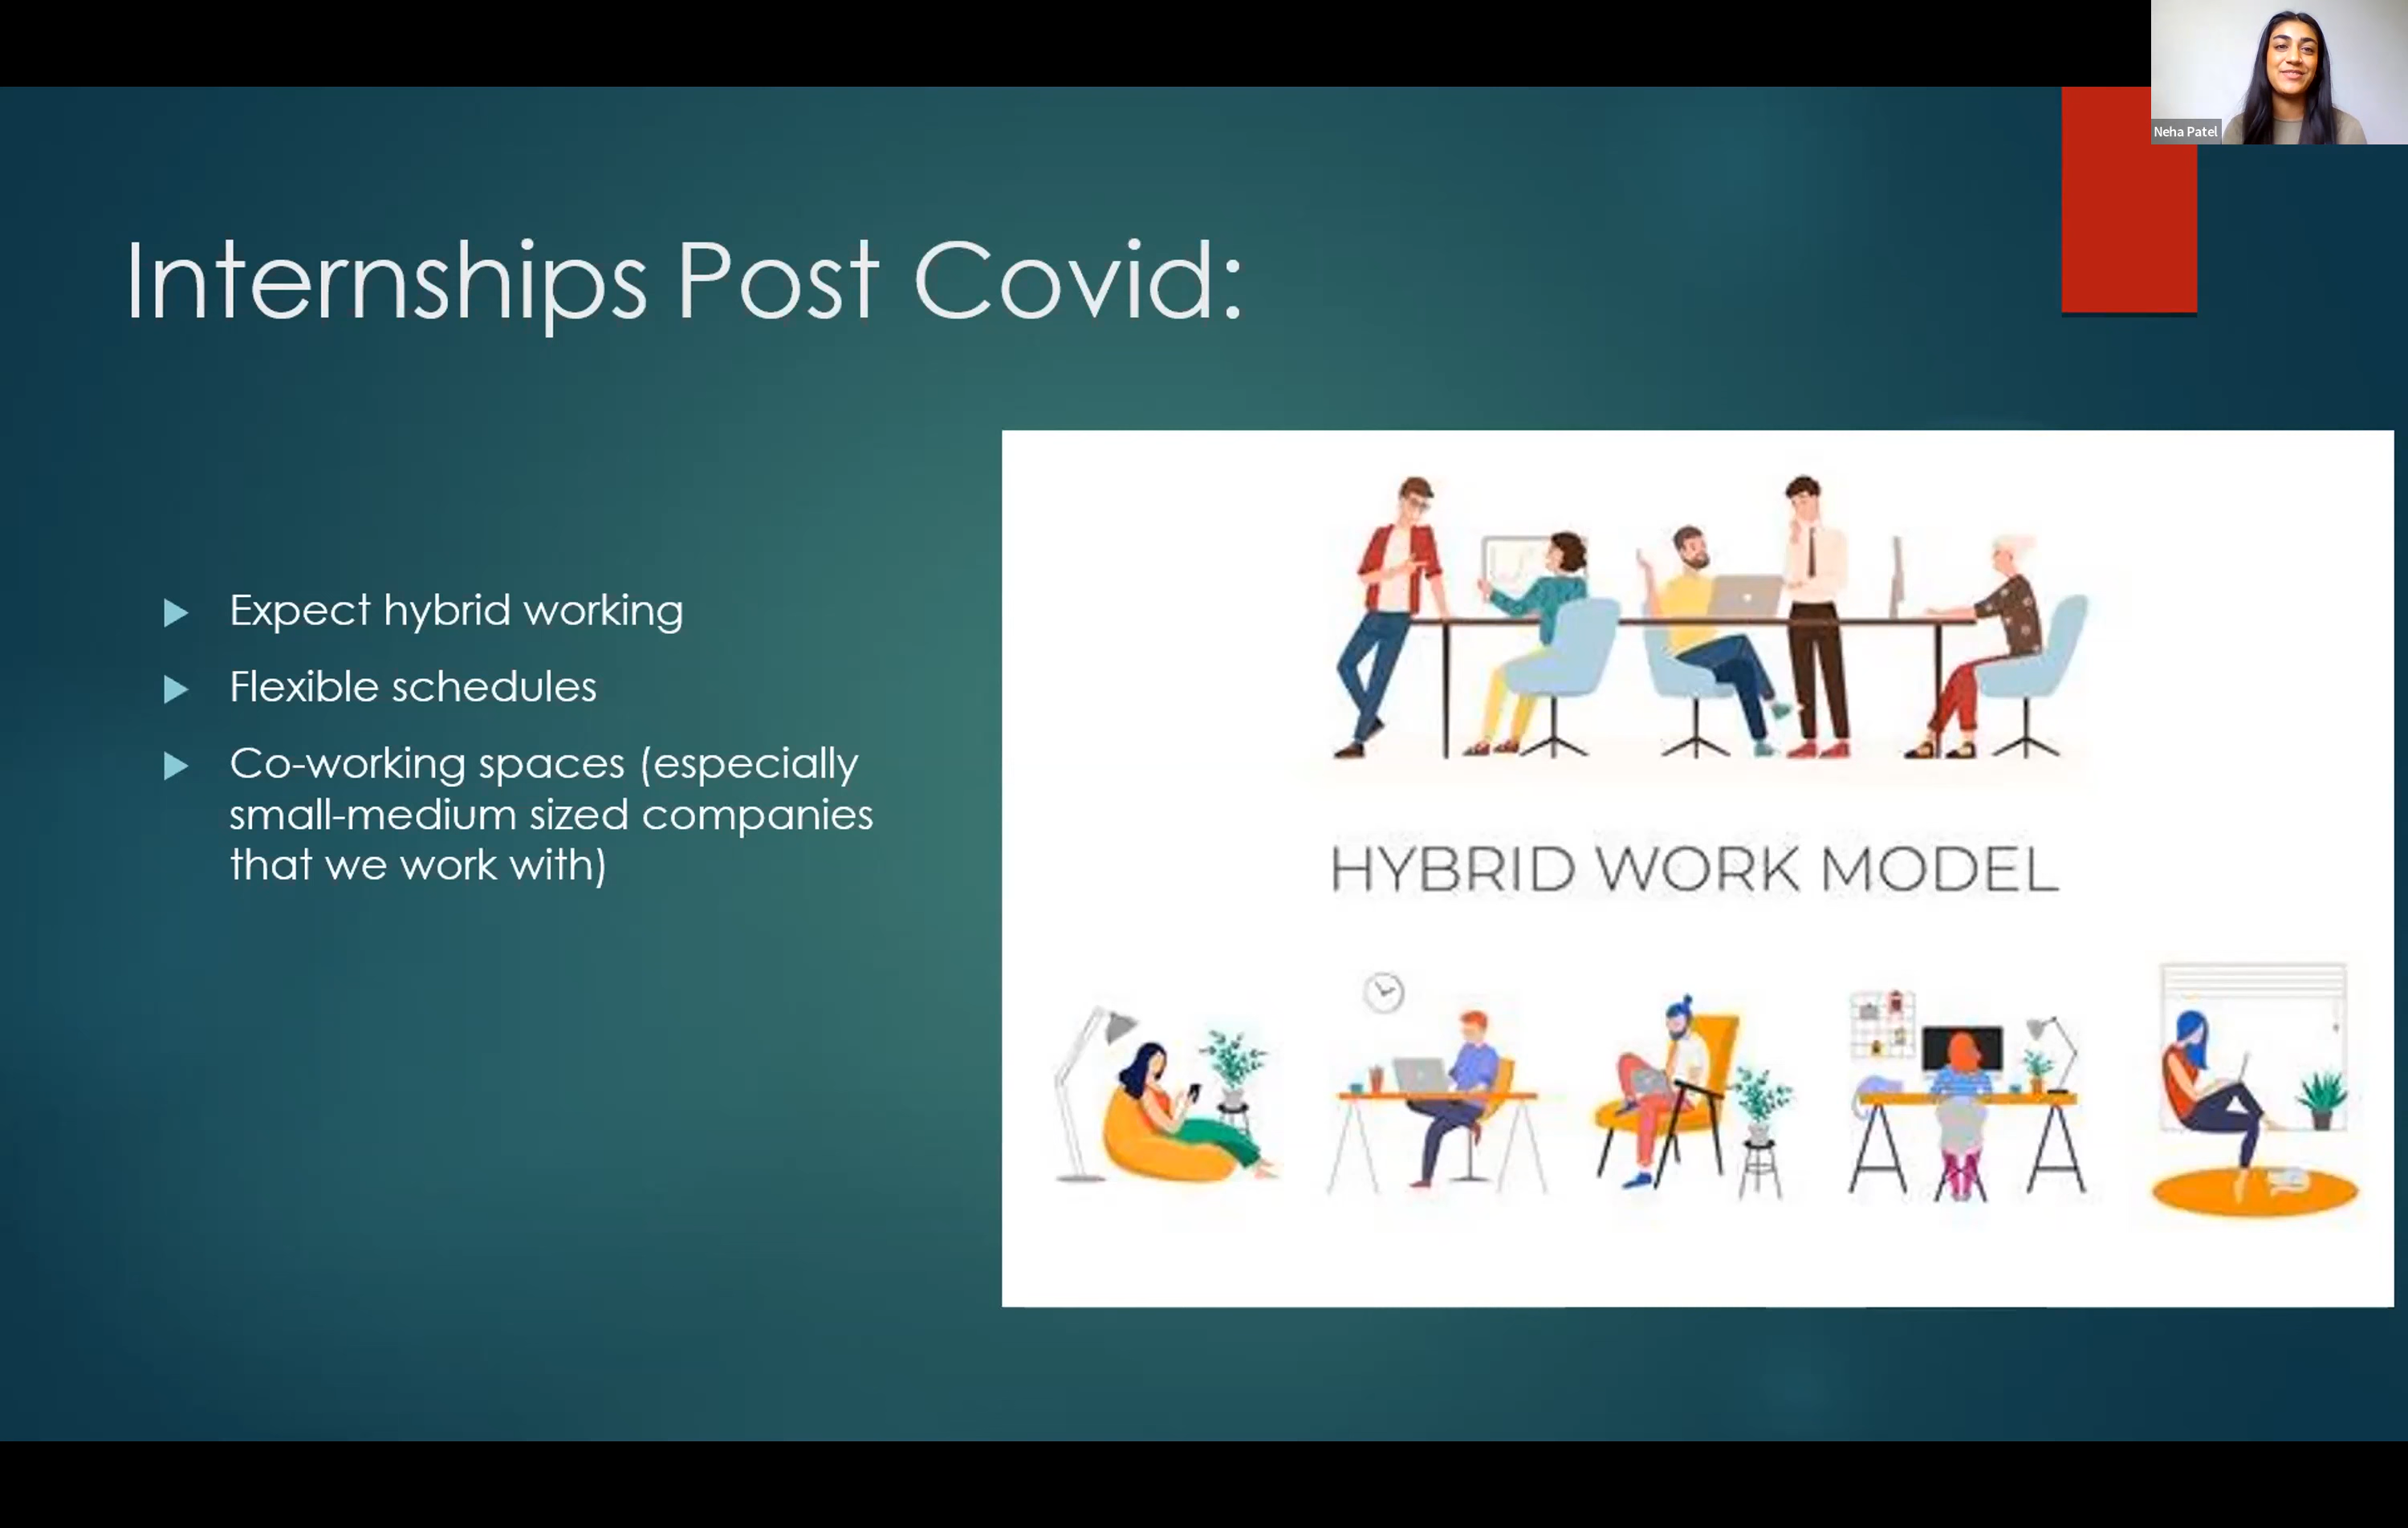 Neha Patel
Internships Post Covid:
Expect hybrid working
Flexible schedules
Co-working spaces (especially
small-medium sized companies
that we work with)
HYBRID WORK MODEL